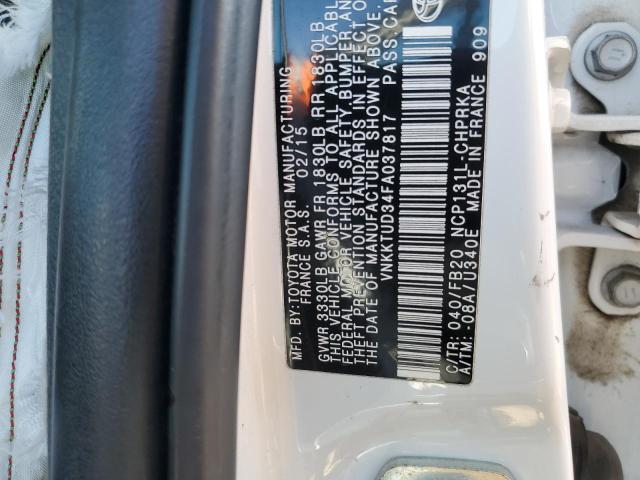 MFD. BY: TOYOTA MOTOR MANUFACTURING
FRANCE S.A.S. 02/15
GVWR 3330LB GAWR FR 1830LB RR 1830LB
THIS VEHICLE CONFORMS TO ALL APPLICABLE
FEDERAL MOTOR VEHICLE SAFETY, BUMPER, AND
THEFT PREVENTION STANDARDS IN EFFECT ON
THE DATE OF MANUFACTURE SHOWN ABOVE.
VNKKTUD34FA037817 PASS CAR
C/TR: 040/FB20 NCP131L-CHPRKA
A/TM: -08A/U340E MADE IN FRANCE 909